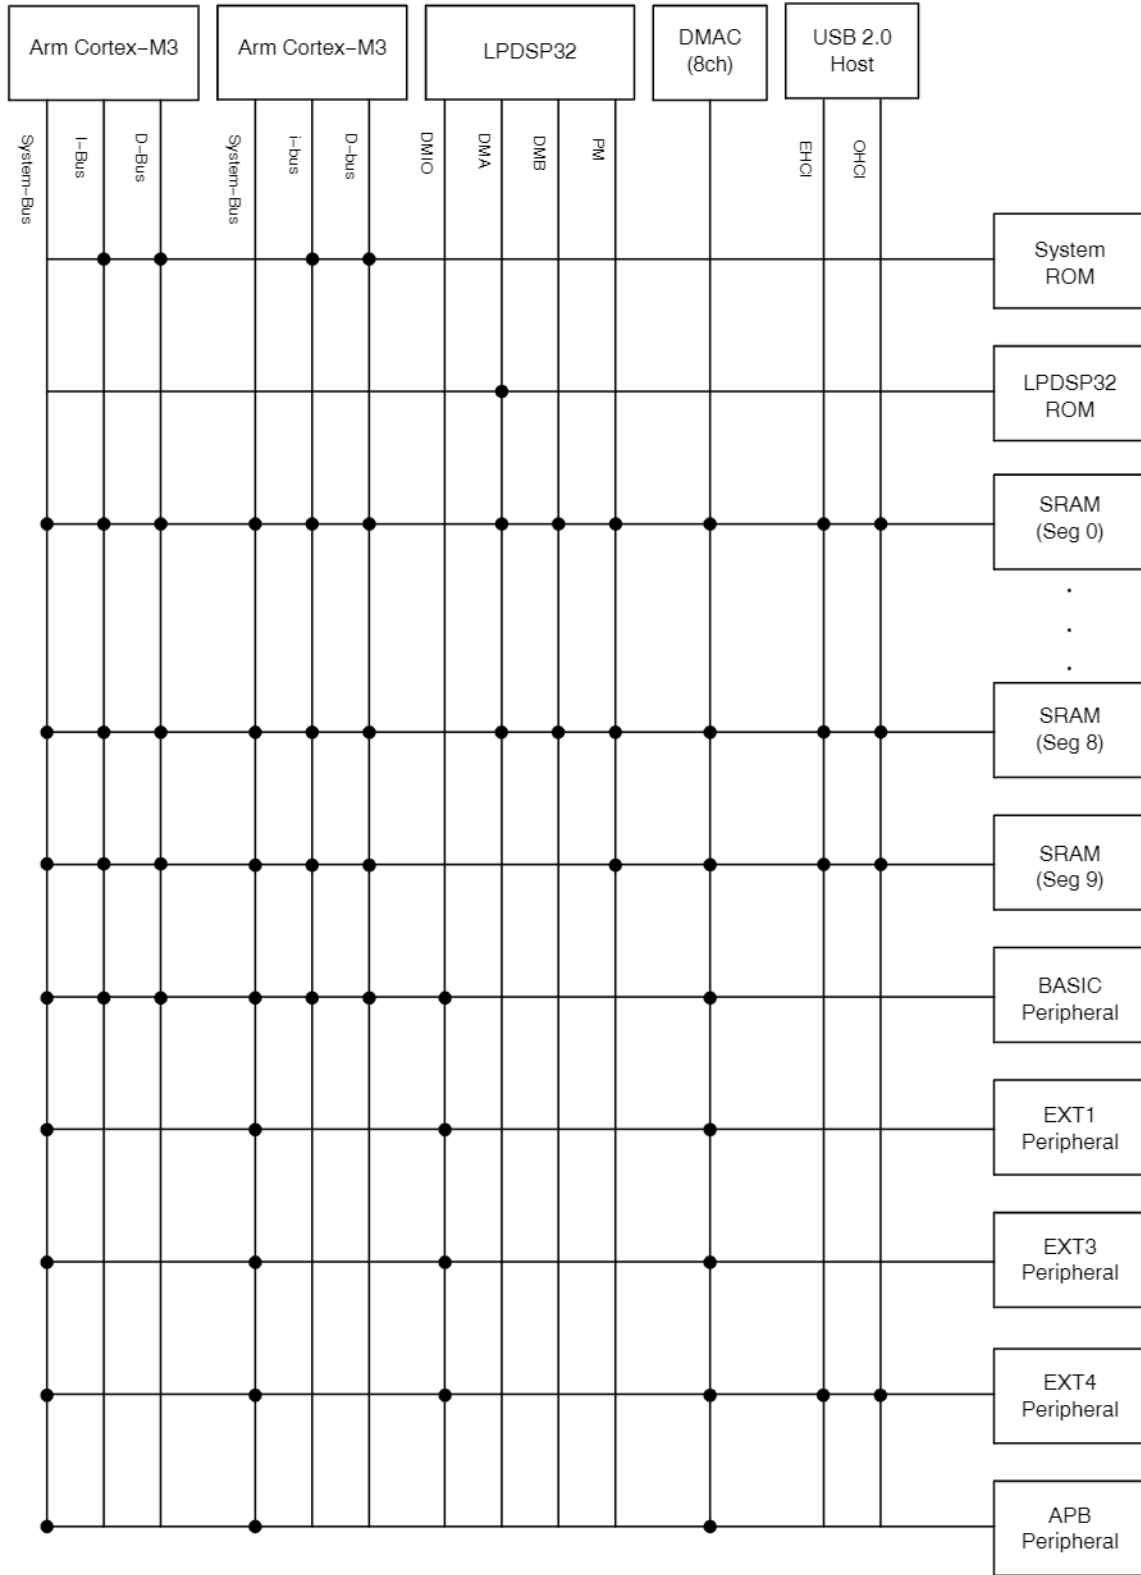 Arm Cortex-M3
Arm Cortex-M3
LPDSP32
DMAC
(8ch)
USB 2.0
Host
System-Bus
I-Bus
D-Bus
System-Bus
i-bus
D-bus
DMIO
DMA
DMB
PM
EHCI
OHCI
System
ROM
LPDSP32
ROM
SRAM
(Seg 0)
.
.
.
SRAM
(Seg 8)
SRAM
(Seg 9)
BASIC
Peripheral
EXT1
Peripheral
EXT3
Peripheral
EXT4
Peripheral
APB
Peripheral